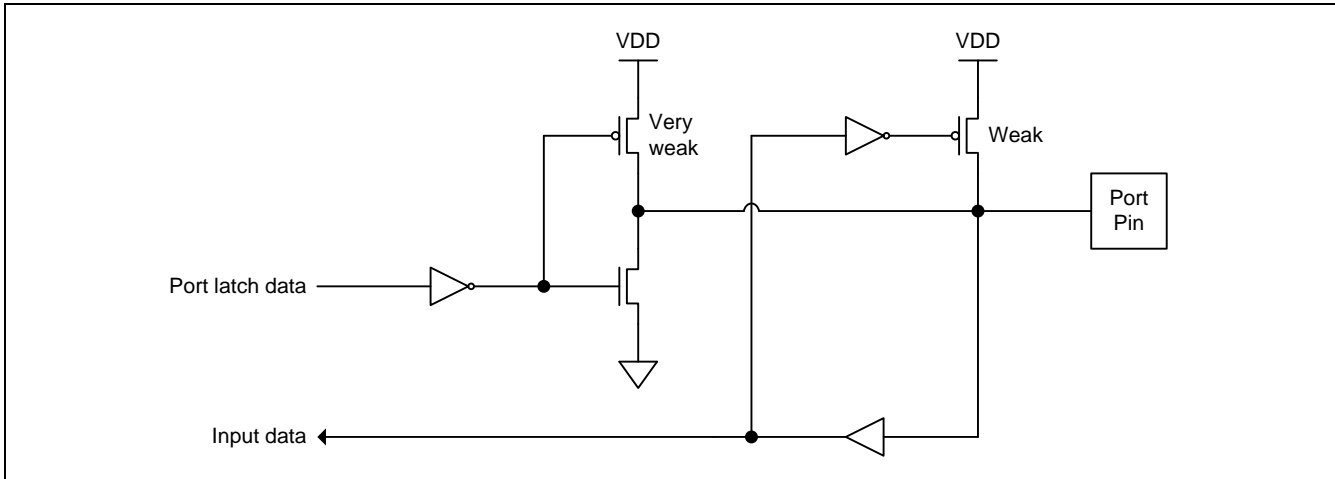 VDD
VDD
Very
weak
Weak
Port
Pin
Port latch data
Input data